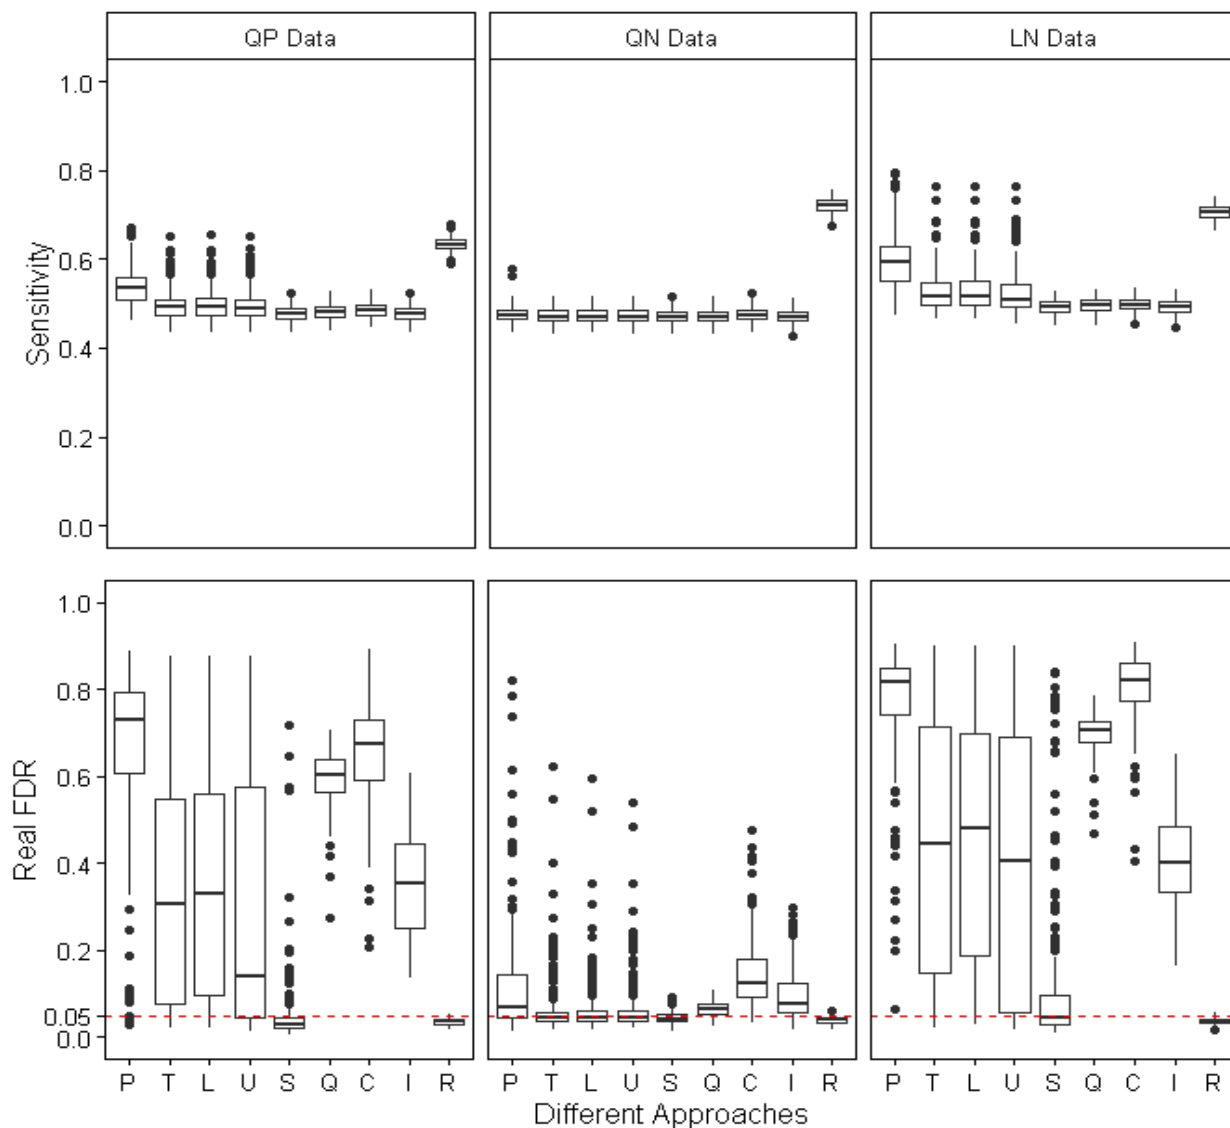 QP Data QN Data LN Data
1.0
0.8
0.6
0.4
0.2
0.0
Sensitivity
1.0
0.8
0.6
0.4
0.2
0.05
0.0
Real FDR
P T L U S Q C I R P T L U S Q C I R P T L U S Q C I R
Different Approaches